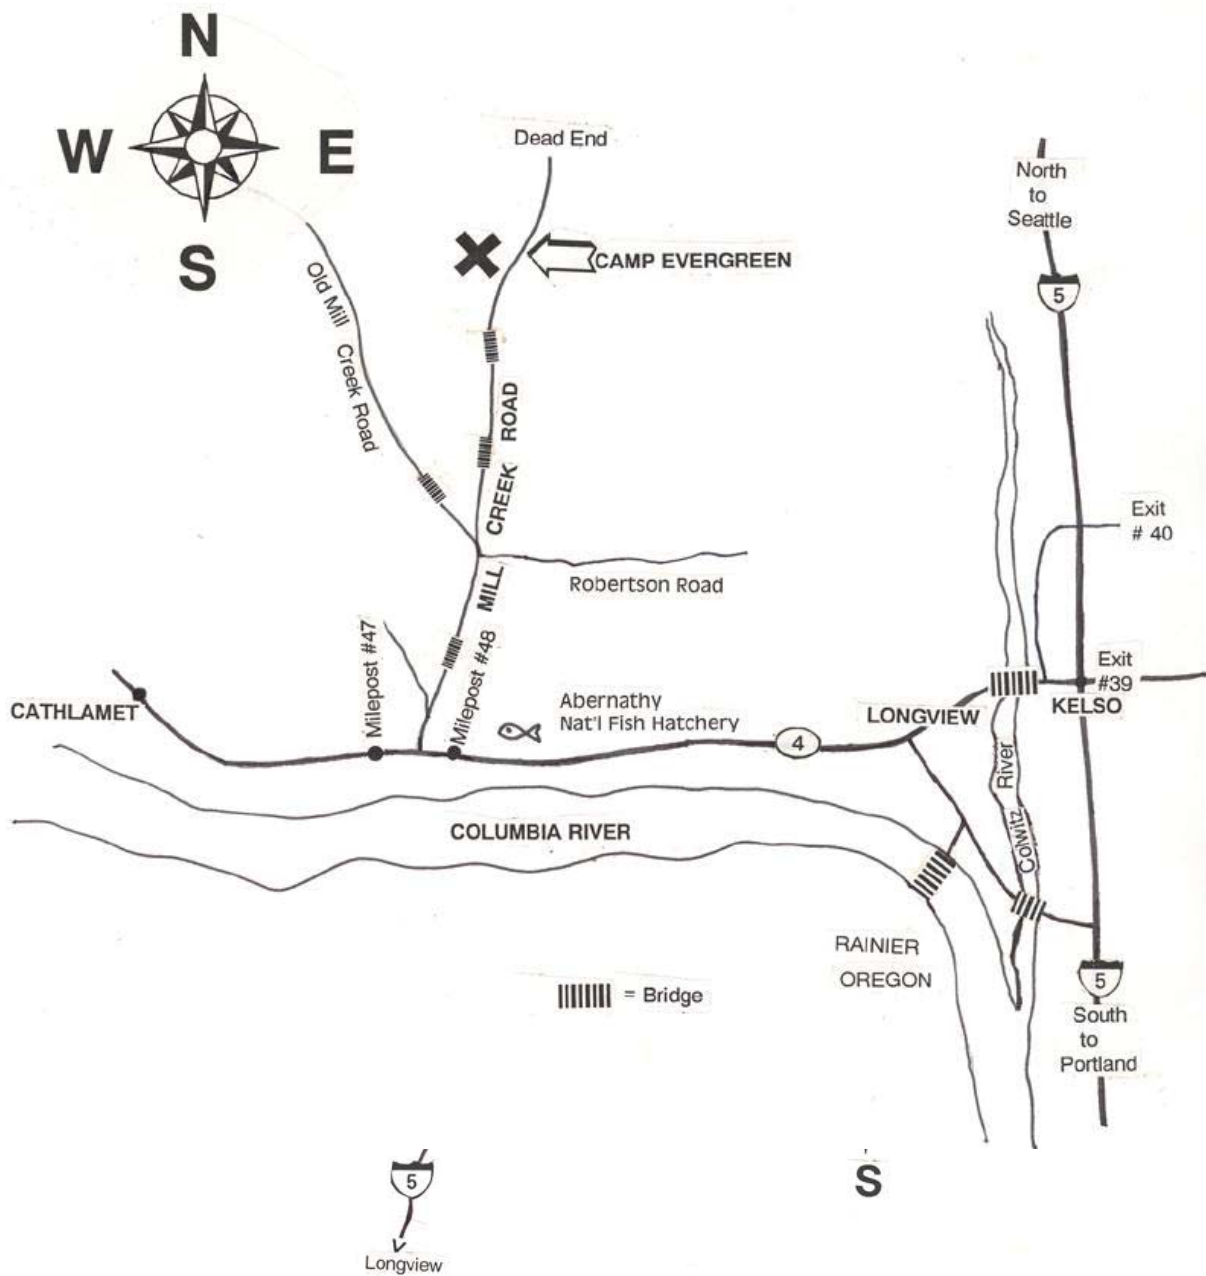 N
W
E
S
Dead End
CAMP EVERGREEN
North
to
Seattle
5
Old Mill Creek Road
MILL CREEK ROAD
Exit
# 40
Robertson Road
Milepost #47
Milepost #48
Abernathy
Nat'l Fish Hatchery
CATHLAMET
LONGVIEW
4
Exit
#39
KELSO
Colwitz River
COLUMBIA RIVER
RAINIER
OREGON
= Bridge
5
South
to
Portland
S
5
Longview